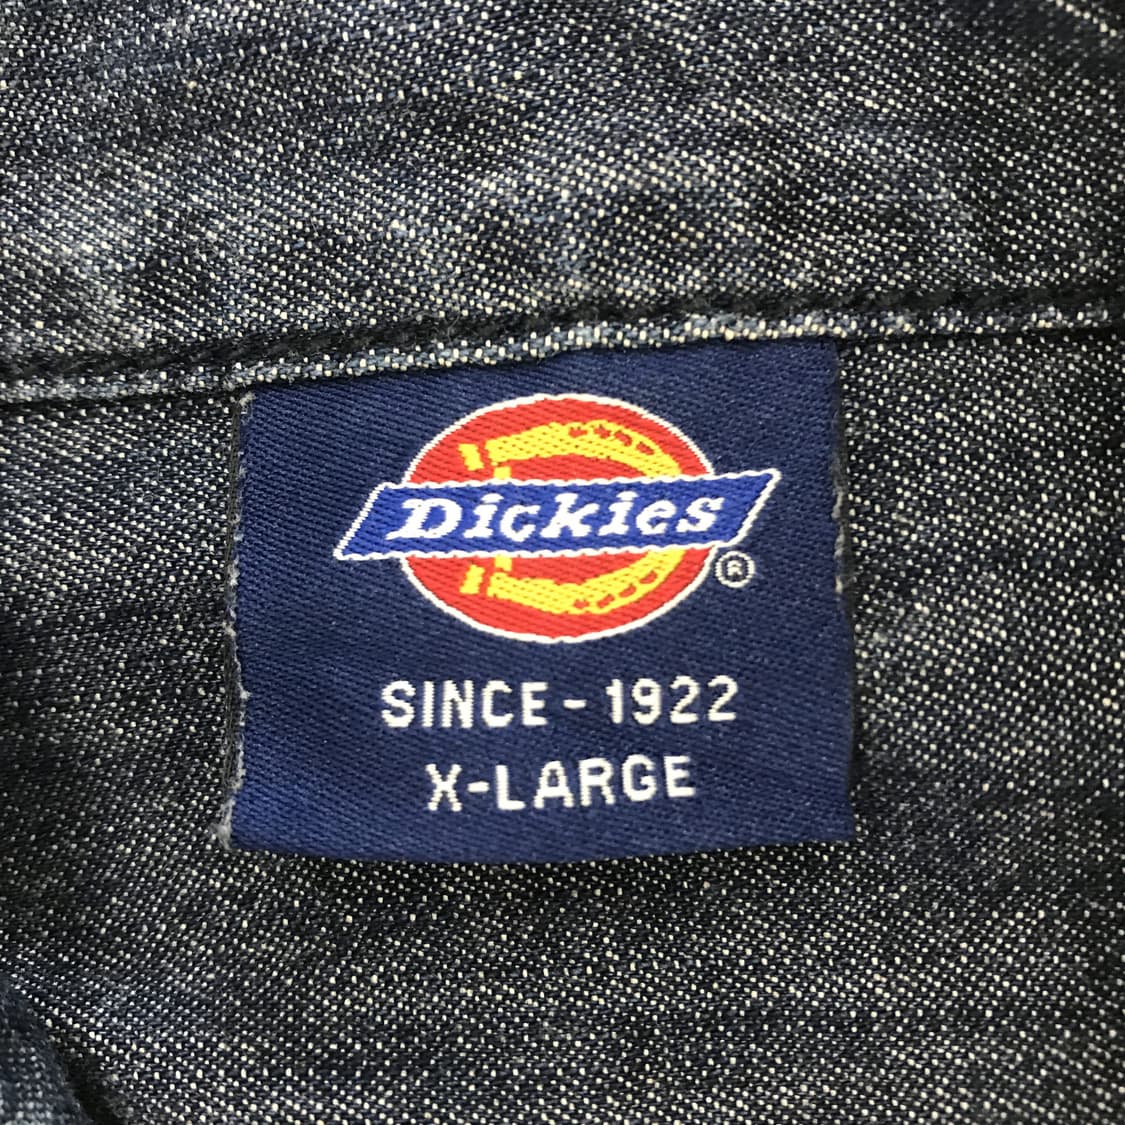 Dickies
®
SINCE - 1922
X-LARGE